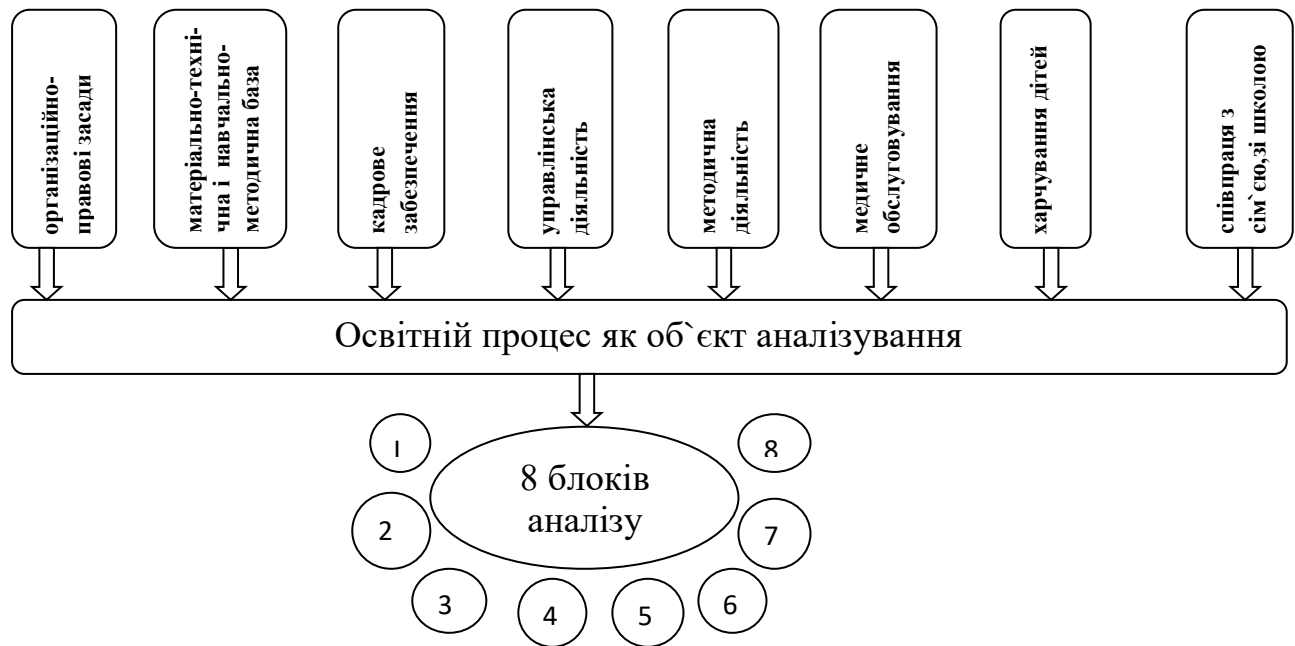 організаційно-
правові засади
матеріально-техні-
чна і навчально-
методична база
кадрове
забезпечення
управлінська
діяльність
методична
діяльність
медичне
обслуговування
харчування дітей
співпраця з
сім`єю,зі школою
Освітній процес як об`єкт аналізування
8 блоків
аналізу
1
2
3
4
5
6
7
8